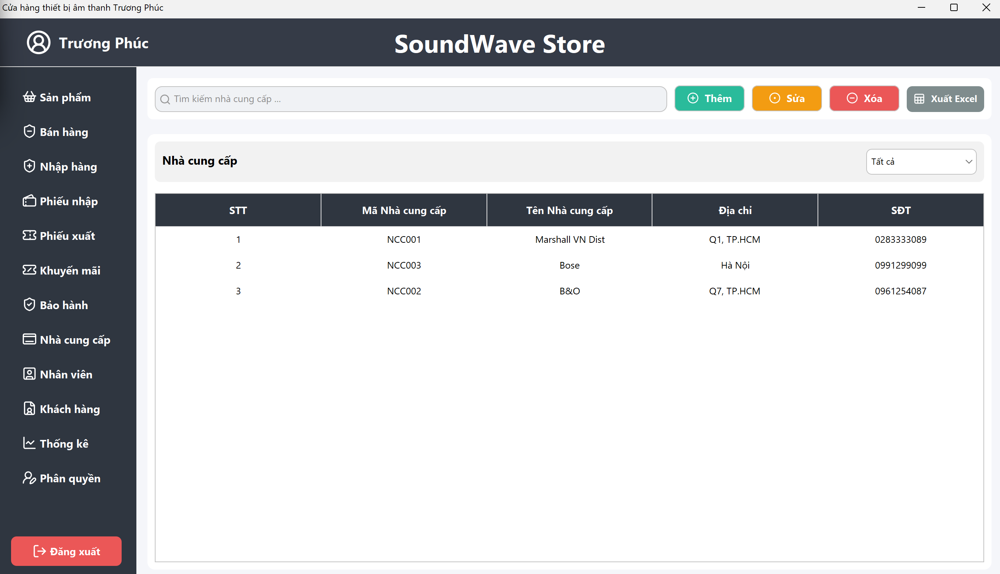 Cửa hàng thiết bị âm thanh Trương Phúc
Trương Phúc
SoundWave Store
Sản phẩm
Bán hàng
Nhập hàng
Phiếu nhập
Phiếu xuất
Khuyến mãi
Bảo hành
Nhà cung cấp
Nhân viên
Khách hàng
Thống kê
Phân quyền
Đăng xuất
Tìm kiếm nhà cung cấp ...
Thêm
Sửa
Xóa
Xuất Excel
Nhà cung cấp
Tất cả
STT Mã Nhà cung cấp Tên Nhà cung cấp Địa chỉ SĐT
1 NCC001 Marshall VN Dist Q1, TP.HCM 0283333089
2 NCC003 Bose Hà Nội 0991299099
3 NCC002 B&O Q7, TP.HCM 0961254087